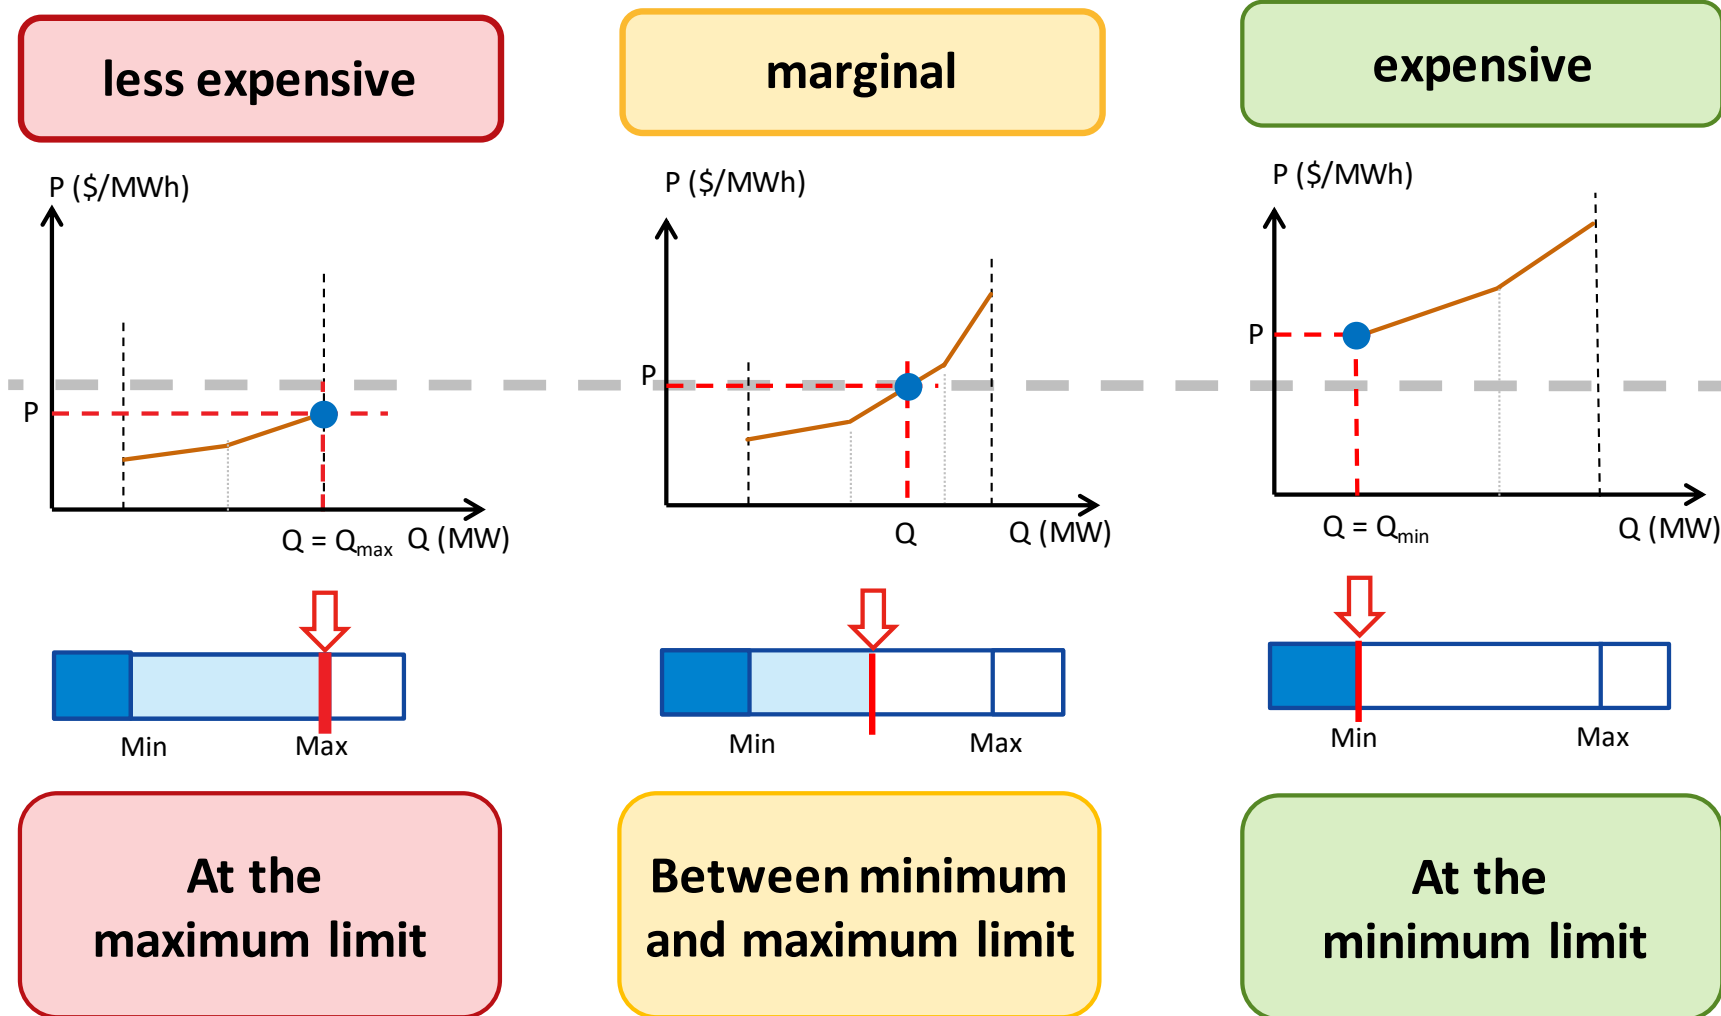 less expensive
marginal
expensive
P ($/MWh)
P
Q = Qmax
Q (MW)
P ($/MWh)
P
Q
Q (MW)
P ($/MWh)
P
Q = Qmin
Q (MW)
Min
Max
Min
Max
Min
Max
At the
maximum limit
Between minimum
and maximum limit
At the
minimum limit